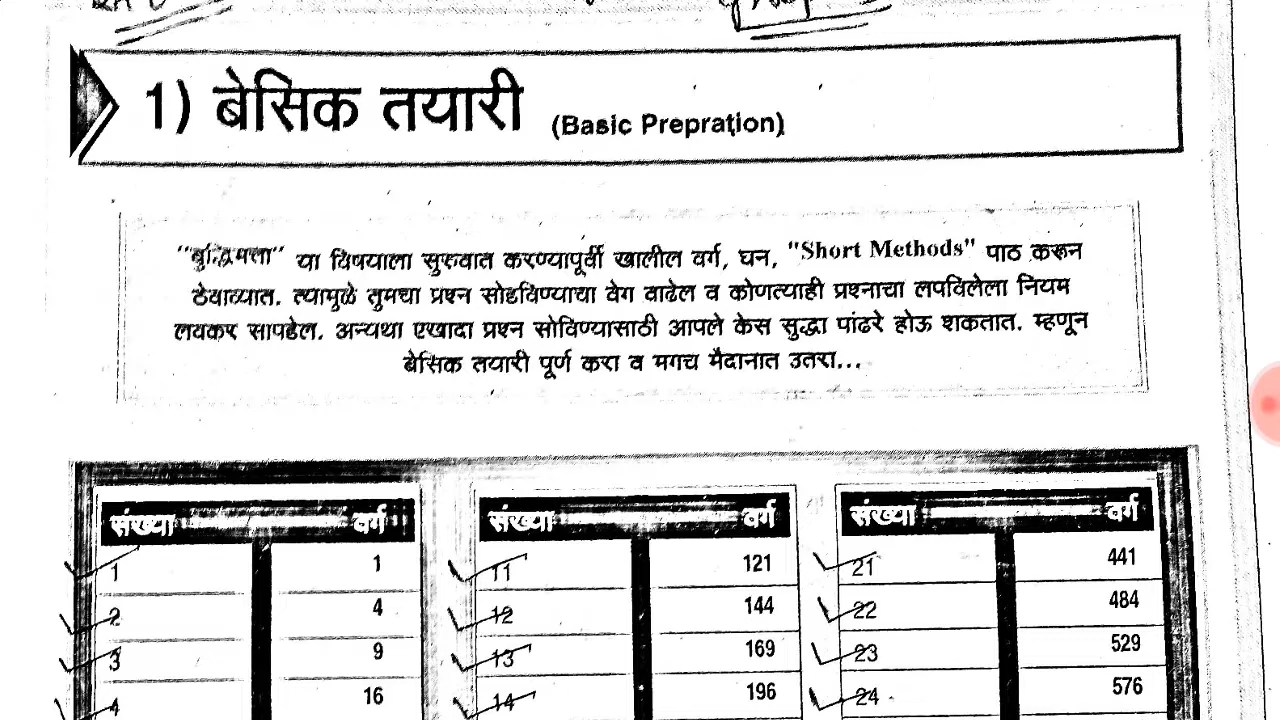 1) बेसिक तयारी (Basic Prepration)
"बुद्धिमत्ता" या विषयाला सुरुवात करण्यापूर्वी खालील वर्ग, घन, "Short Methods" पाठ करून
ठेवाव्यात. त्यामुळे तुमचा प्रश्न सोडविण्याचा वेग वाढेल व कोणत्याही प्रश्नाचा लपविलेला नियम
लवकर सापडेल. अन्यथा एखादा प्रश्न सोविण्यासाठी आपले केस सुद्धा पांढरे होऊ शकतात. म्हणून
बेसिक तयारी पूर्ण करा व मगच मैदानात उतरा...
संख्या वर्ग संख्या वर्ग संख्या वर्ग
1 1 11 121 21 441
2 4 12 144 22 484
3 9 13 169 23 529
4 16 14 196 24 576